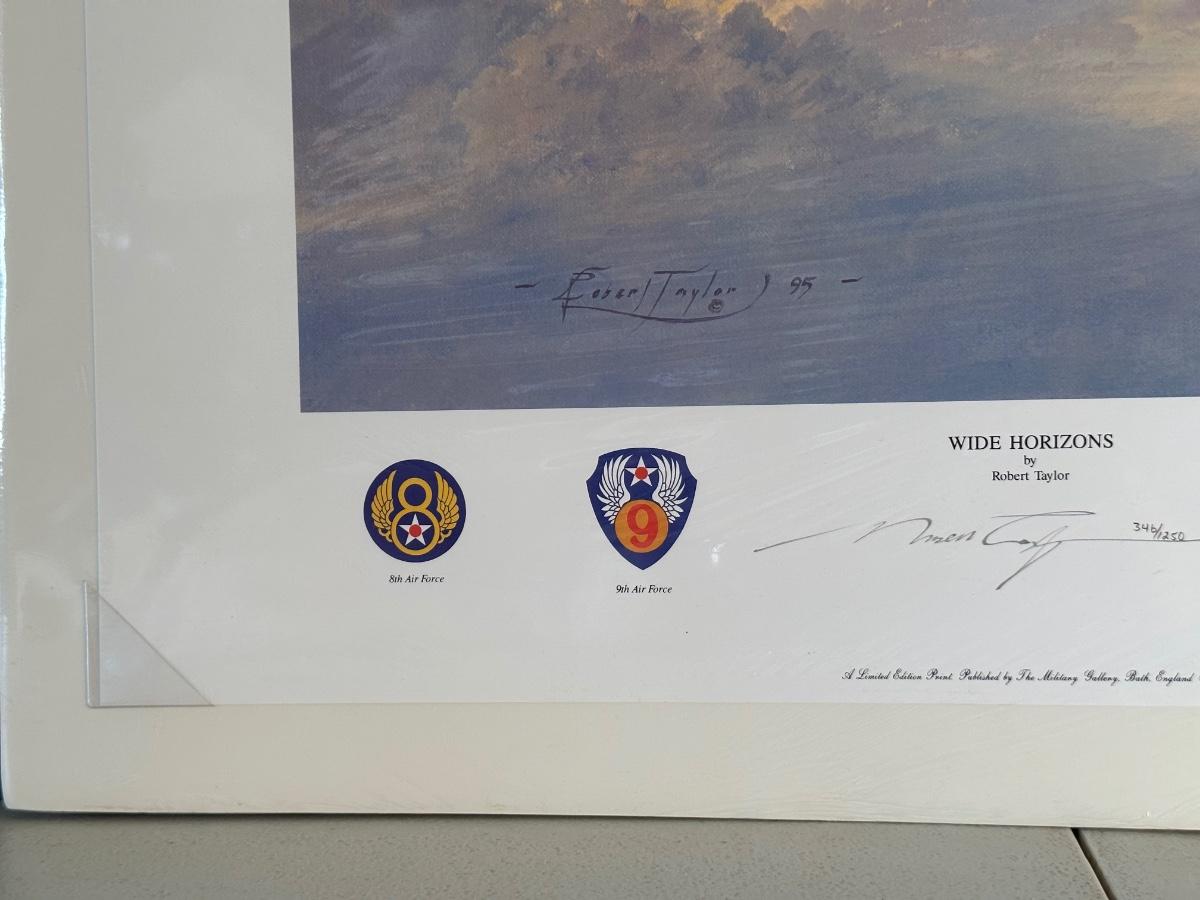 - Robert Taylor © 95 -
8
9
8th Air Force
9th Air Force
WIDE HORIZONS
by
Robert Taylor
346/1250
A Limited Edition Print. Published by The Military Gallery, Bath, England